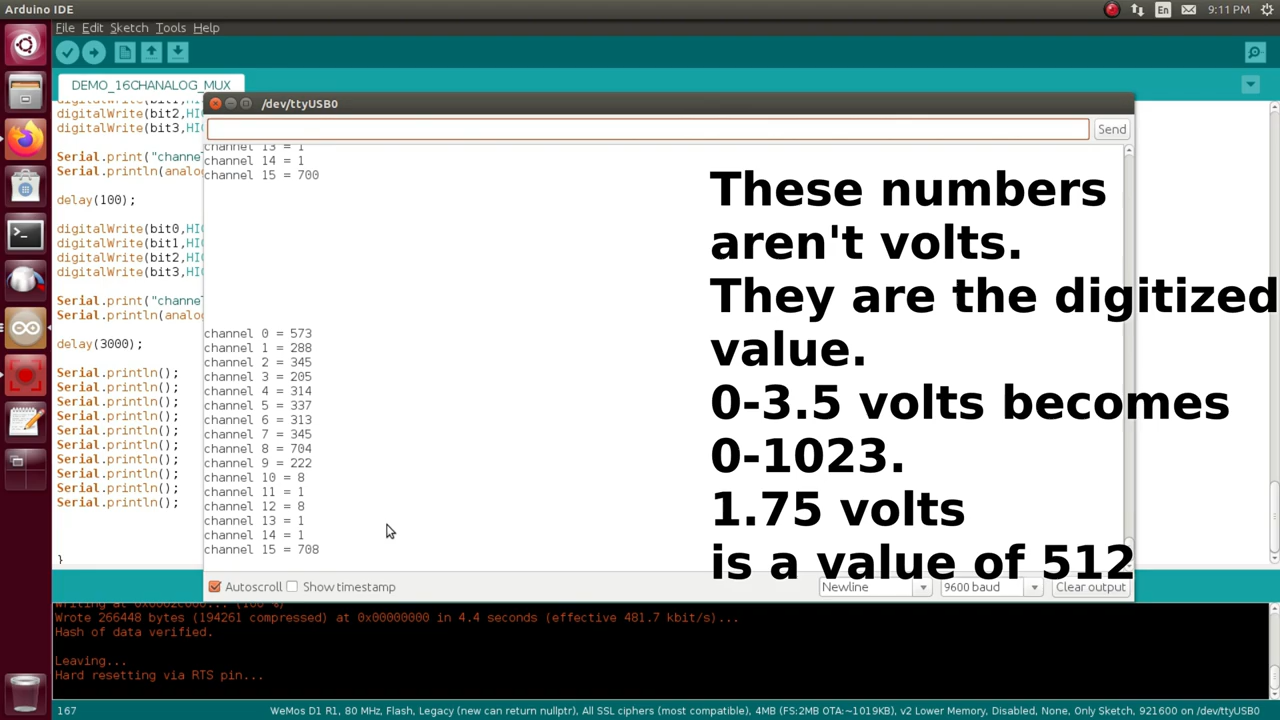 Arduino IDE
En
9:11 PM
File Edit Sketch Tools Help
DEMO_16CHANALOG_MUX
/dev/ttyUSB0
Send
digitalWrite(bit2,HI
digitalWrite(bit3,HI
Serial.print("channe
Serial.println(analo
delay(100);
digitalWrite(bit0,HI
digitalWrite(bit1,HI
digitalWrite(bit2,HI
digitalWrite(bit3,HI
Serial.print("channe
Serial.println(analo
delay(3000);
Serial.println();
Serial.println();
Serial.println();
Serial.println();
Serial.println();
Serial.println();
Serial.println();
Serial.println();
Serial.println();
Serial.println();
}
channel 13 = 1
channel 14 = 1
channel 15 = 700
channel 0 = 573
channel 1 = 288
channel 2 = 345
channel 3 = 205
channel 4 = 314
channel 5 = 337
channel 6 = 313
channel 7 = 345
channel 8 = 704
channel 9 = 222
channel 10 = 8
channel 11 = 1
channel 12 = 8
channel 13 = 1
channel 14 = 1
channel 15 = 708
These numbers
aren't volts.
They are the digitized
value.
0-3.5 volts becomes
0-1023.
1.75 volts
is a value of 512
Autoscroll Show timestamp
Newline
9600 baud
Clear output
Wrote 266448 bytes (194261 compressed) at 0x00000000 in 4.4 seconds (effective 481.7 kbit/s)...
Hash of data verified.
Leaving...
Hard resetting via RTS pin...
167
WeMos D1 R1, 80 MHz, Flash, Legacy (new can return nullptr), All SSL ciphers (most compatible), 4MB (FS:2MB OTA:~1019KB), v2 Lower Memory, Disabled, None, Only Sketch, 921600 on /dev/ttyUSB0